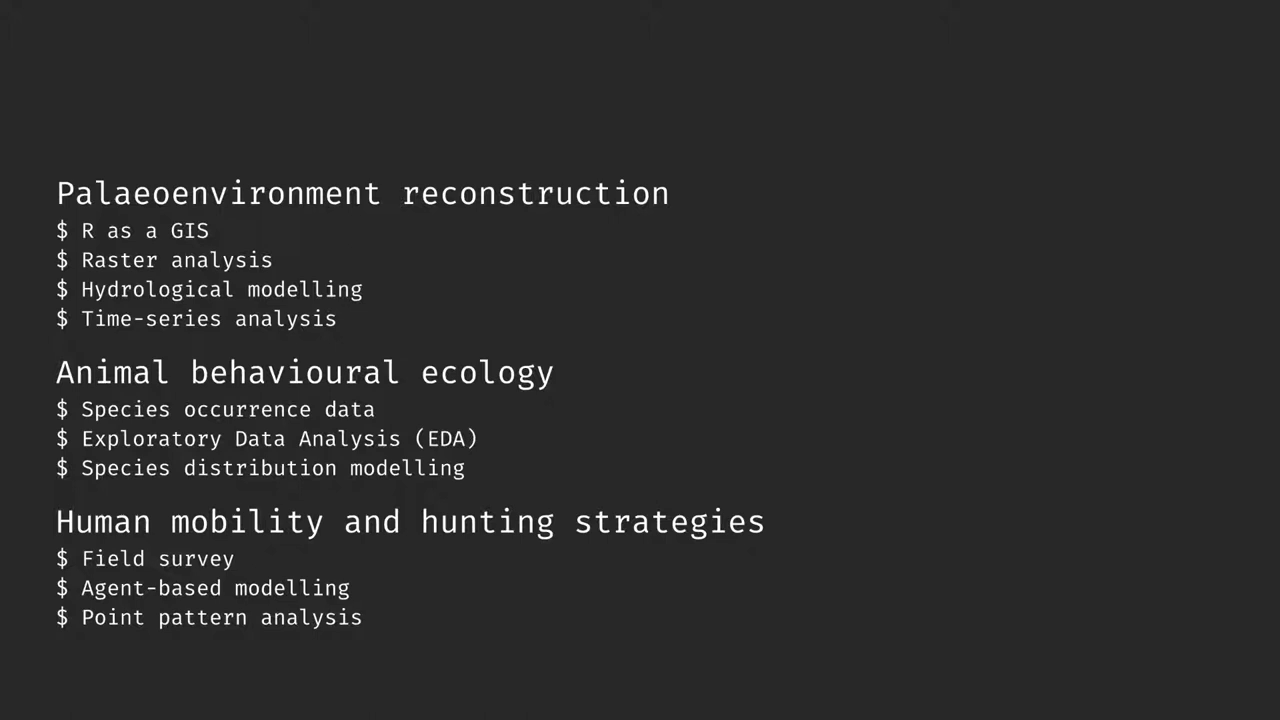 Palaeoenvironment reconstruction
$ R as a GIS
$ Raster analysis
$ Hydrological modelling
$ Time-series analysis
Animal behavioural ecology
$ Species occurrence data
$ Exploratory Data Analysis (EDA)
$ Species distribution modelling
Human mobility and hunting strategies
$ Field survey
$ Agent-based modelling
$ Point pattern analysis